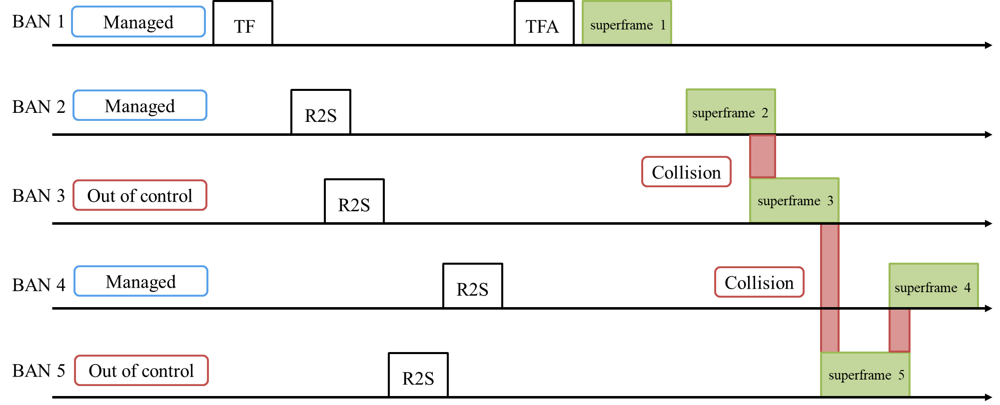 BAN 1 Managed TF TFA superframe 1
BAN 2 Managed R2S superframe 2
Collision
BAN 3 Out of control R2S superframe 3
BAN 4 Managed R2S Collision superframe 4
BAN 5 Out of control R2S superframe 5